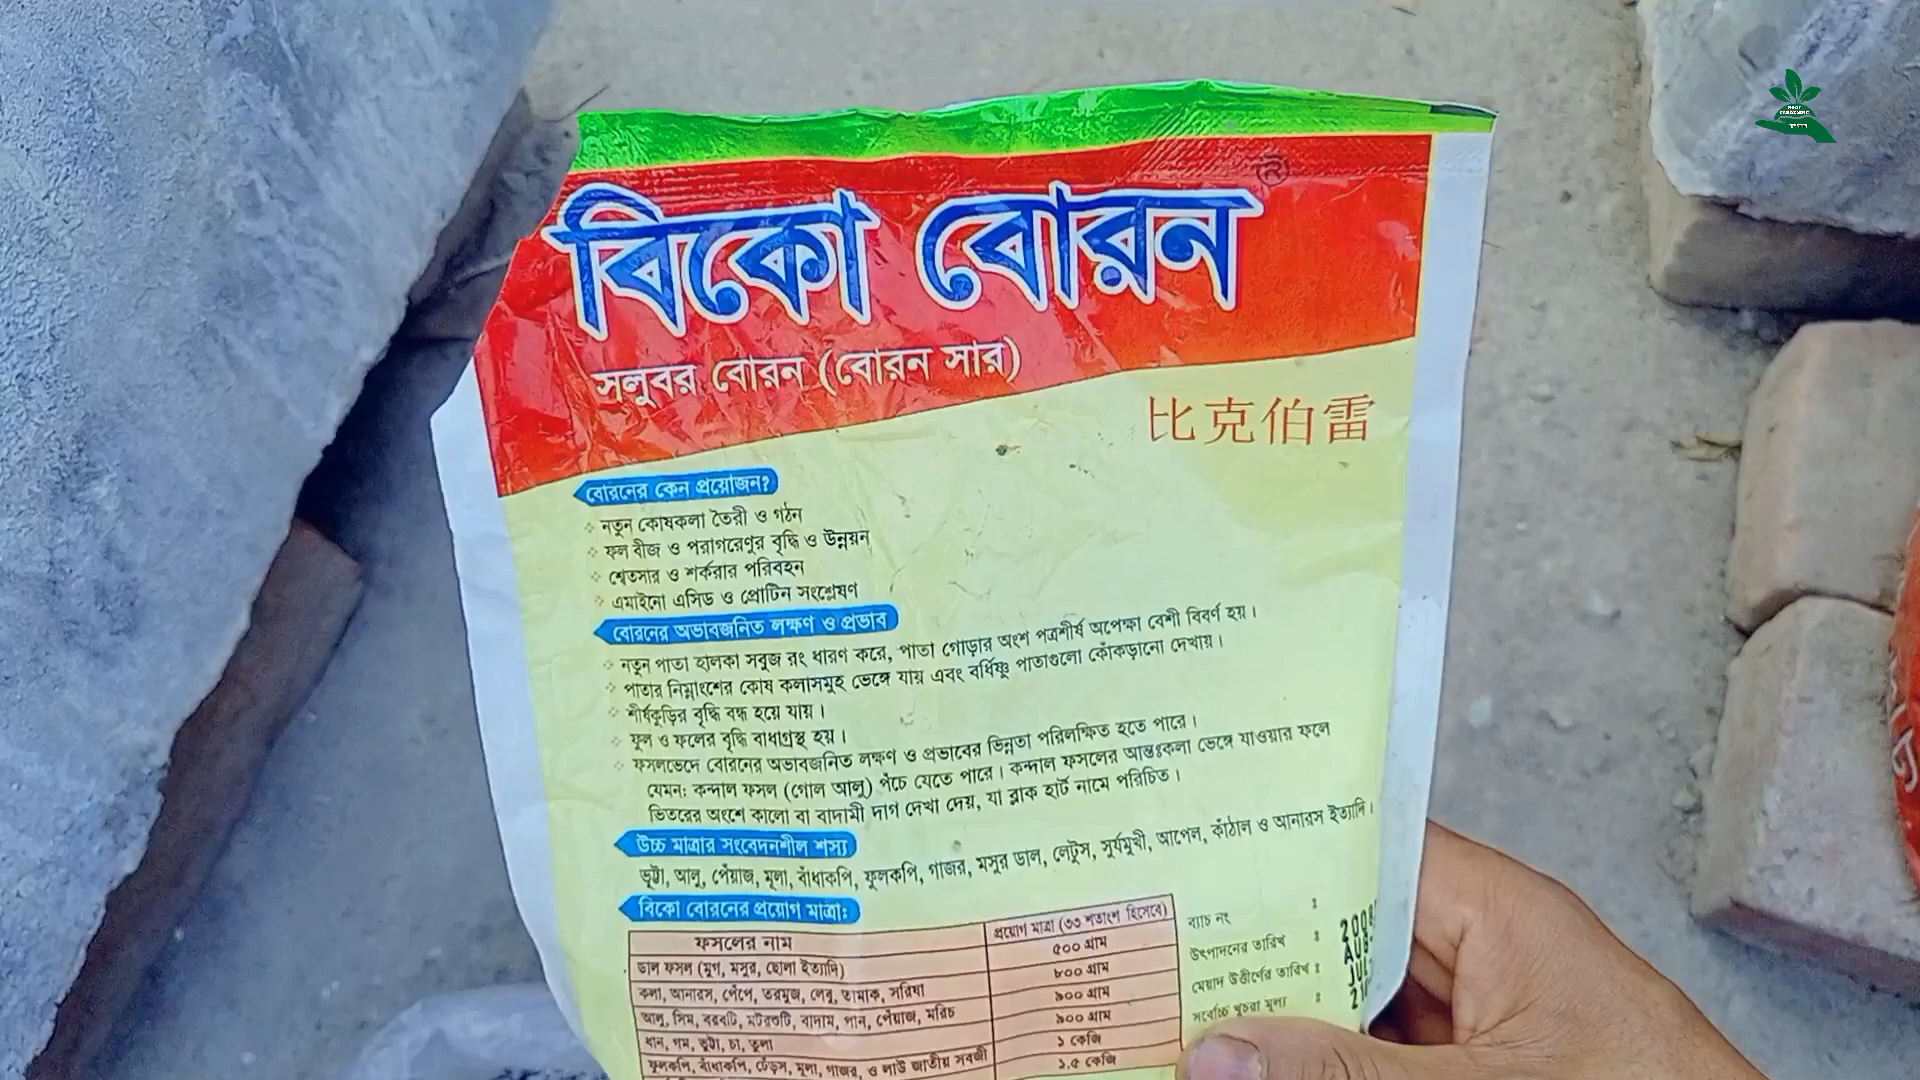 বিকো বোরন
®
সলুবর বোরন (বোরন সার)
比克伯雷
বোরনের কেন প্রয়োজন?
নতুন কোষকলা তৈরী ও গঠন
ফল বীজ ও পরাগরেণুর বৃদ্ধি ও উন্নয়ন
শ্বেতসার ও শর্করার পরিবহন
এমাইনো এসিড ও প্রোটিন সংশ্লেষণ
বোরনের অভাবজনিত লক্ষণ ও প্রভাব
নতুন পাতা হালকা সবুজ রং ধারণ করে, পাতা গোড়ার অংশ পত্রশীর্ষ অপেক্ষা বেশী বিবর্ণ হয়।
পাতার নিম্নাংশের কোষ কলাসমুহ ভেঙ্গে যায় এবং বর্ধিষ্ণু পাতাগুলো কোঁকড়ানো দেখায়।
শীর্ষকুড়ির বৃদ্ধি বন্ধ হয়ে যায়।
ফুল ও ফলের বৃদ্ধি বাধাগ্রস্থ হয়।
ফসলভেদে বোরনের অভাবজনিত লক্ষণ ও প্রভাবের ভিন্নতা পরিলক্ষিত হতে পারে।
যেমন: কন্দাল ফসল (গোল আলু) পঁচে যেতে পারে। কন্দাল ফসলের আন্তঃকলা ভেঙ্গে যাওয়ার ফলে
ভিতরের অংশে কালো বা বাদামী দাগ দেখা দেয়, যা ব্লাক হার্ট নামে পরিচিত।
উচ্চ মাত্রার সংবেদনশীল শস্য
ভূট্টা, আলু, পেঁয়াজ, মূলা, বাঁধাকপি, ফুলকপি, গাজর, মসুর ডাল, লেটুস, সুর্যমুখী, আপেল, কাঁঠাল ও আনারস ইত্যাদি।
বিকো বোরনের প্রয়োগ মাত্রা:
ফসলের নাম
প্রয়োগ মাত্রা (৩৩ শতাংশ হিসেবে)
ডাল ফসল (মুগ, মসুর, ছোলা ইত্যাদি)
৫০০ গ্রাম
কলা, আনারস, পেঁপে, তরমুজ, লেবু, তামাক, সরিষা
৮০০ গ্রাম
আলু, সিম, বরবটি, মটরশুটি, বাদাম, পান, পেঁয়াজ, মরিচ
৯০০ গ্রাম
ধান, গম, ভুট্টা, চা, তুলা
৯০০ গ্রাম
ফুলকপি, বাঁধাকপি, ঢেঁড়স, মূলা, গাজর, ও লাউ জাতীয় সবজী
১ কেজি
১.৫ কেজি
ব্যাচ নং :
উৎপাদনের তারিখ :
মেয়াদ উত্তীর্ণের তারিখ :
সর্বোচ্চ খুচরা মূল্য :